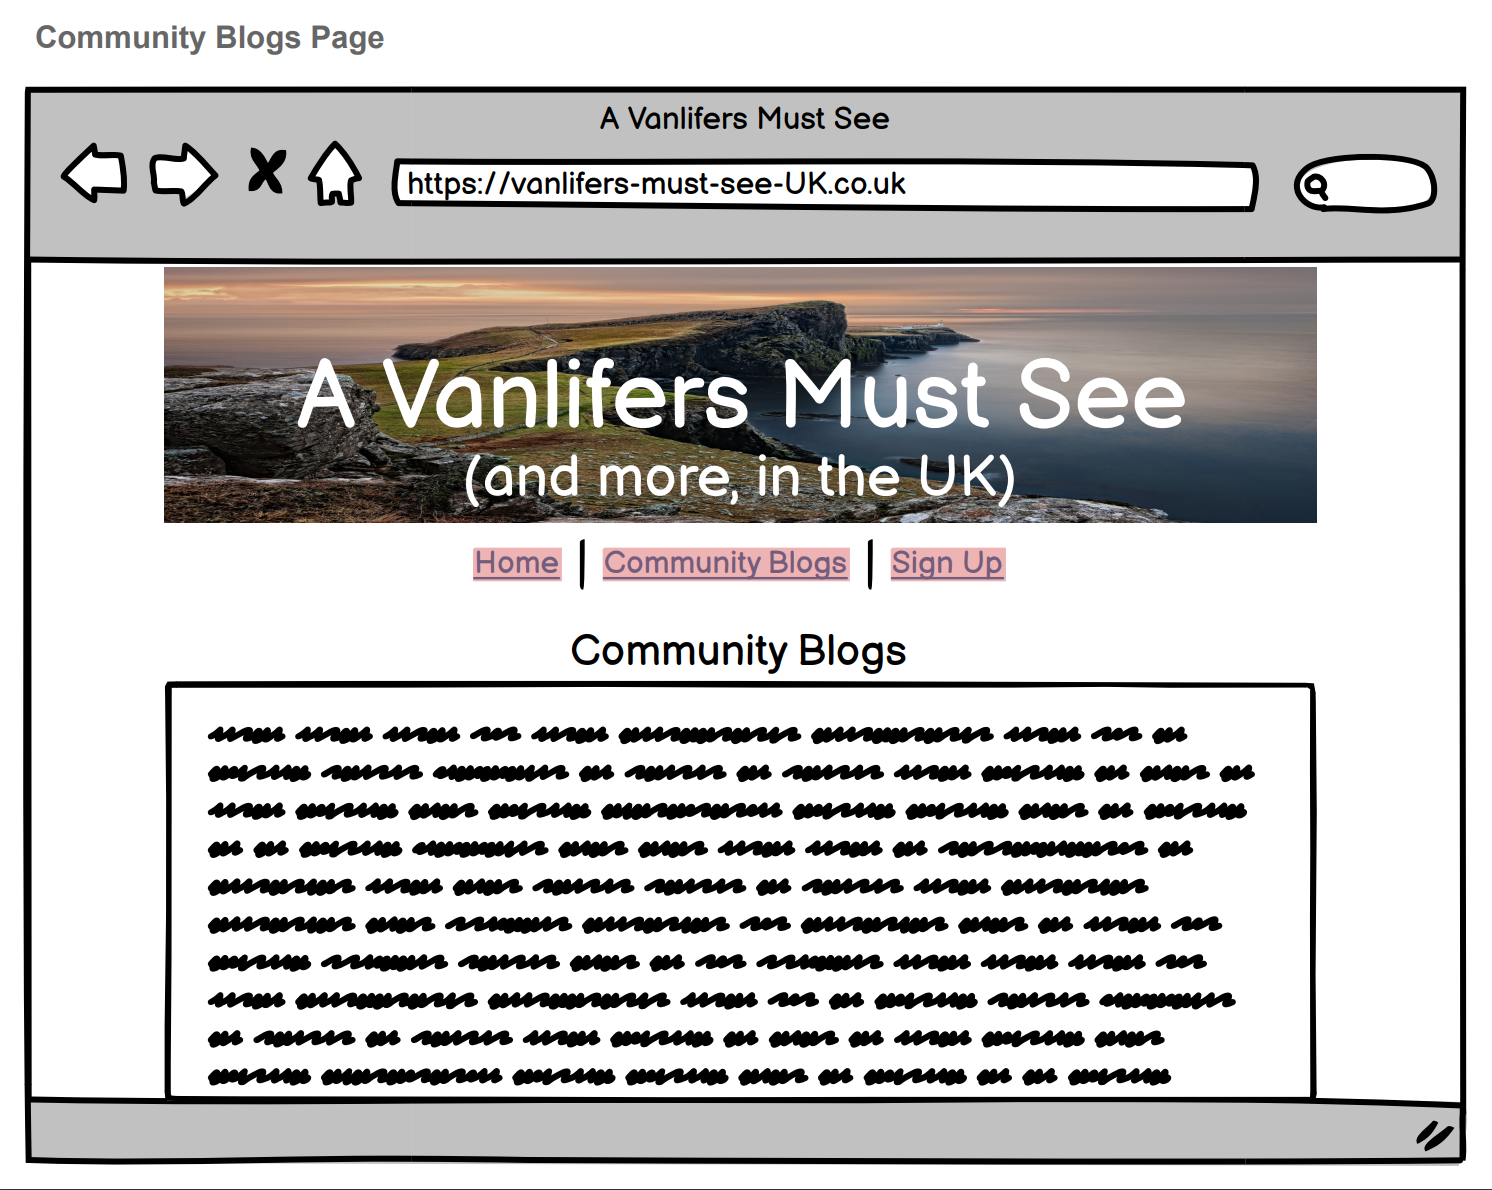 Community Blogs Page
A Vanlifers Must See
https://vanlifers-must-see-UK.co.uk
A Vanlifers Must See
(and more, in the UK)
Home | Community Blogs | Sign Up
Community Blogs